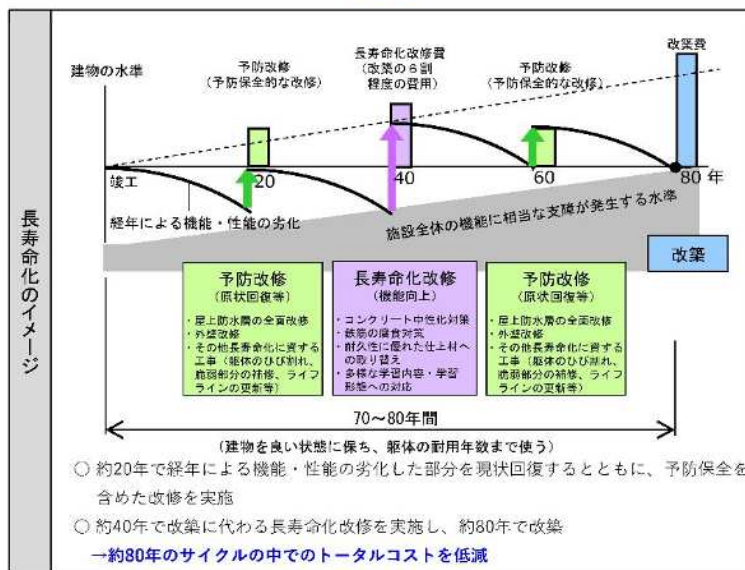 長寿命化のイメージ
建物の水準
予防改修
(予防保全的な改修)
長寿命化改修費
(改築の6割
程度の費用)
予防改修
(予防保全的な改修)
改築費
竣工
20
40
60
80 年
経年による機能・性能の劣化
施設全体の機能に相当な支障が発生する水準
改築
予防改修
(原状回復等)
・屋上防水層の全面改修
・外壁改修
・その他長寿命化に資する
工事(躯体のひび割れ、
脆弱部分の補修、ライフ
ラインの更新等)
長寿命化改修
(機能向上)
・コンクリート中性化対策
・鉄筋の腐食対策
・耐久性に優れた仕上材へ
の取り替え
・多様な学習内容・学習
形態への対応
予防改修
(原状回復等)
・屋上防水層の全面改修
・外壁改修
・その他長寿命化に資する
工事(躯体のひび割れ、
脆弱部分の補修、ライフ
ラインの更新等)
70~80年間
(建物を良い状態に保ち、躯体の耐用年数まで使う)
○ 約20年で経年による機能・性能の劣化した部分を現状回復するとともに、予防保全を
含めた改修を実施
○ 約40年で改築に代わる長寿命化改修を実施し、約80年で改築
→約80年のサイクルの中でのトータルコストを低減